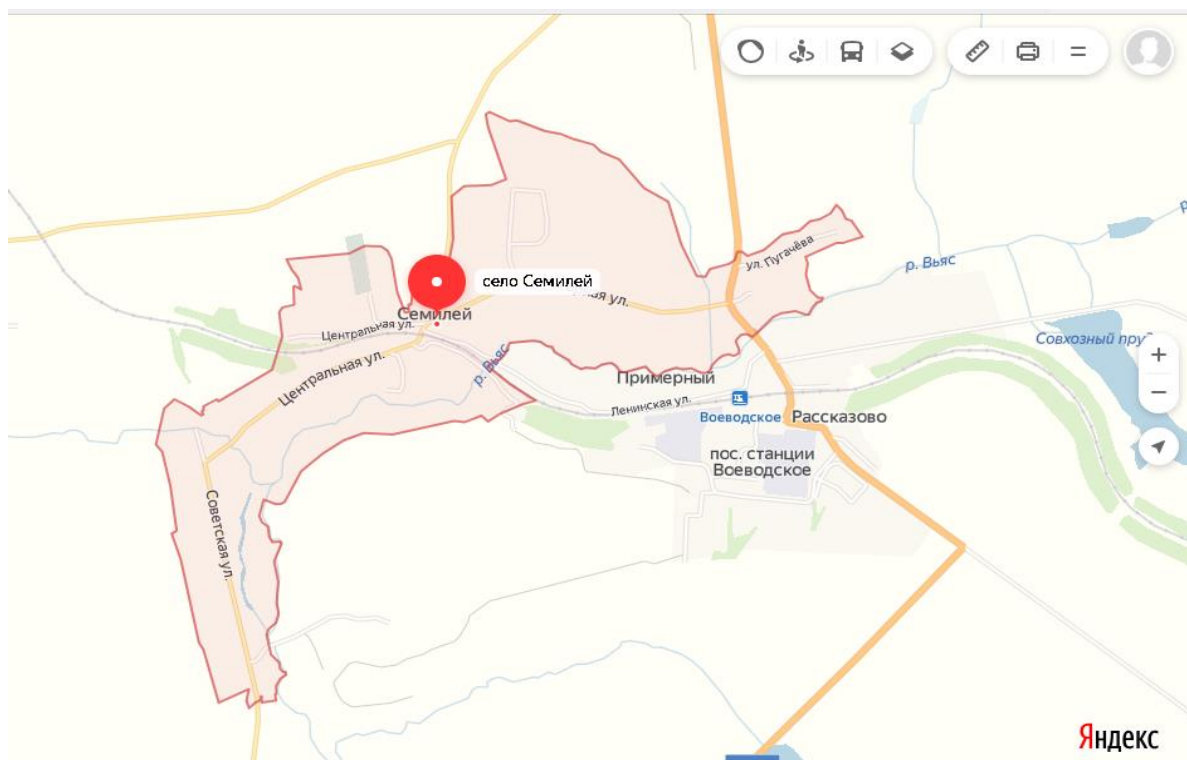 ул. Пугачёва
р. Вьяс
село Семилей
ная ул.
Семилей
Центральная ул.
Совхозный пру
р. Вьяс
Центральная ул.
Примерный
Ленинская ул.
Воеводское
Рассказово
пос. станции
Воеводское
Советская ул.
Яндекс